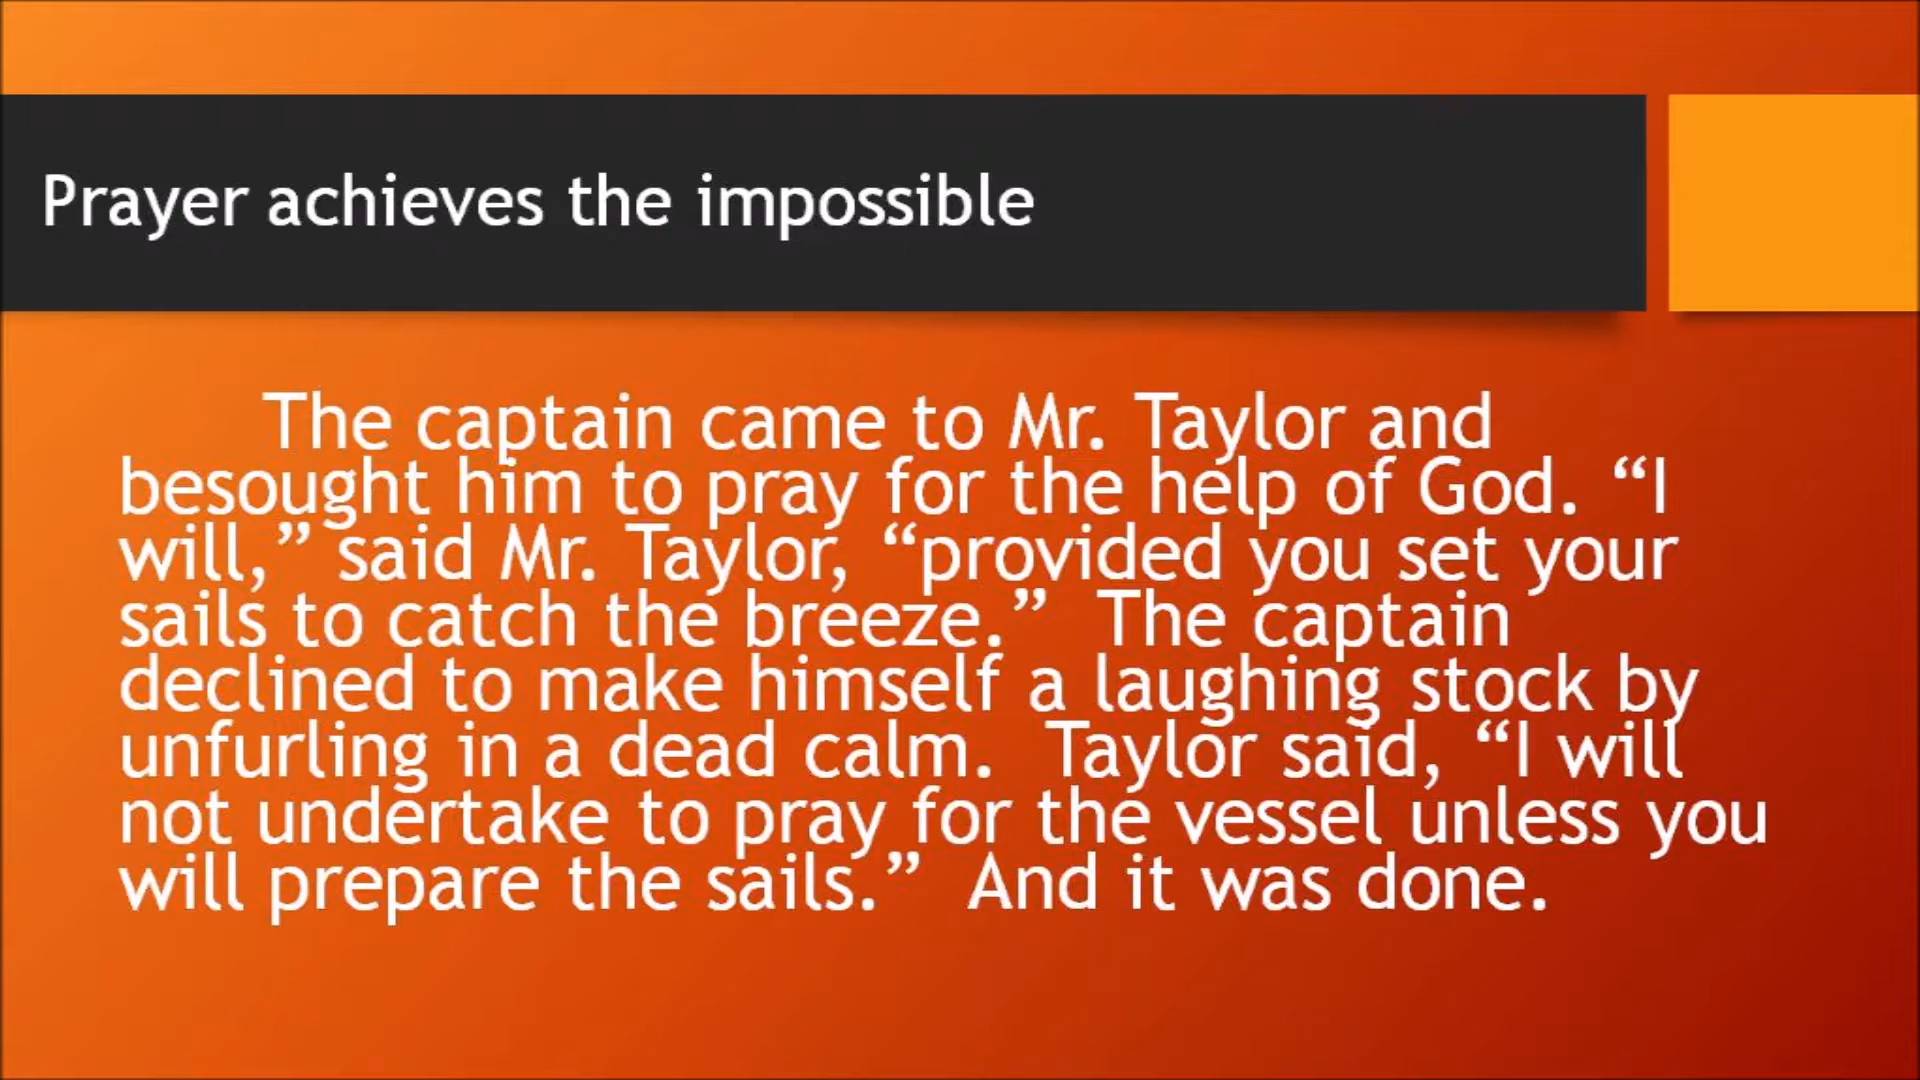 Prayer achieves the impossible
The captain came to Mr. Taylor and
besought him to pray for the help of God. “I
will,” said Mr. Taylor, “provided you set your
sails to catch the breeze.” The captain
declined to make himself a laughing stock by
unfurling in a dead calm. Taylor said, “I will
not undertake to pray for the vessel unless you
will prepare the sails.” And it was done.